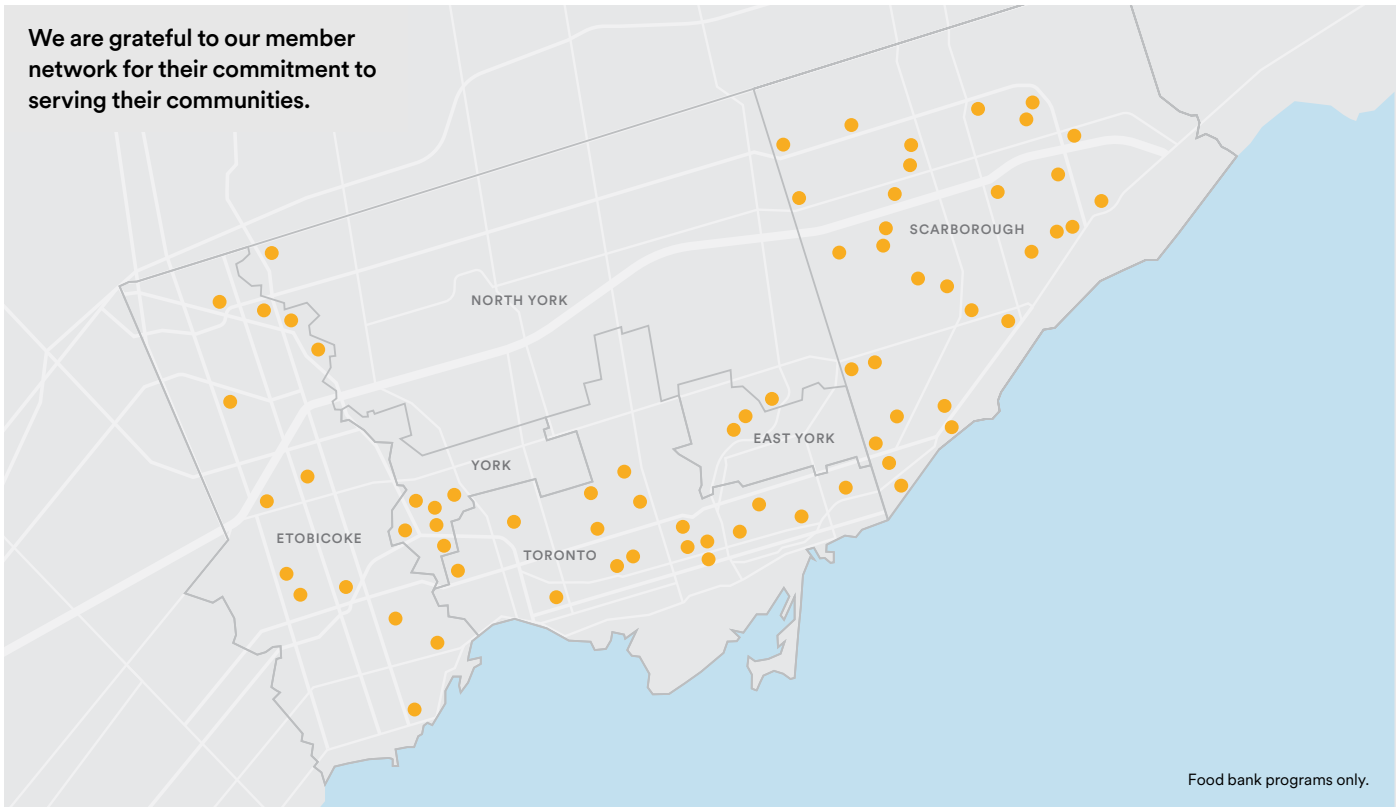 We are grateful to our member
network for their commitment to
serving their communities.
SCARBOROUGH
NORTH YORK
EAST YORK
YORK
ETOBICOKE
TORONTO
Food bank programs only.